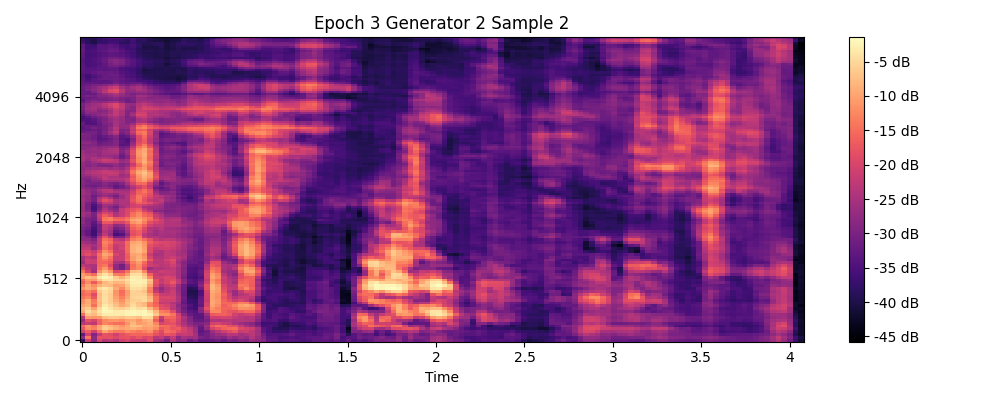 Epoch 3 Generator 2 Sample 2
Hz
4096
2048
1024
512
0
0
0.5
1
1.5
2
2.5
3
3.5
4
Time
-5 dB
-10 dB
-15 dB
-20 dB
-25 dB
-30 dB
-35 dB
-40 dB
-45 dB